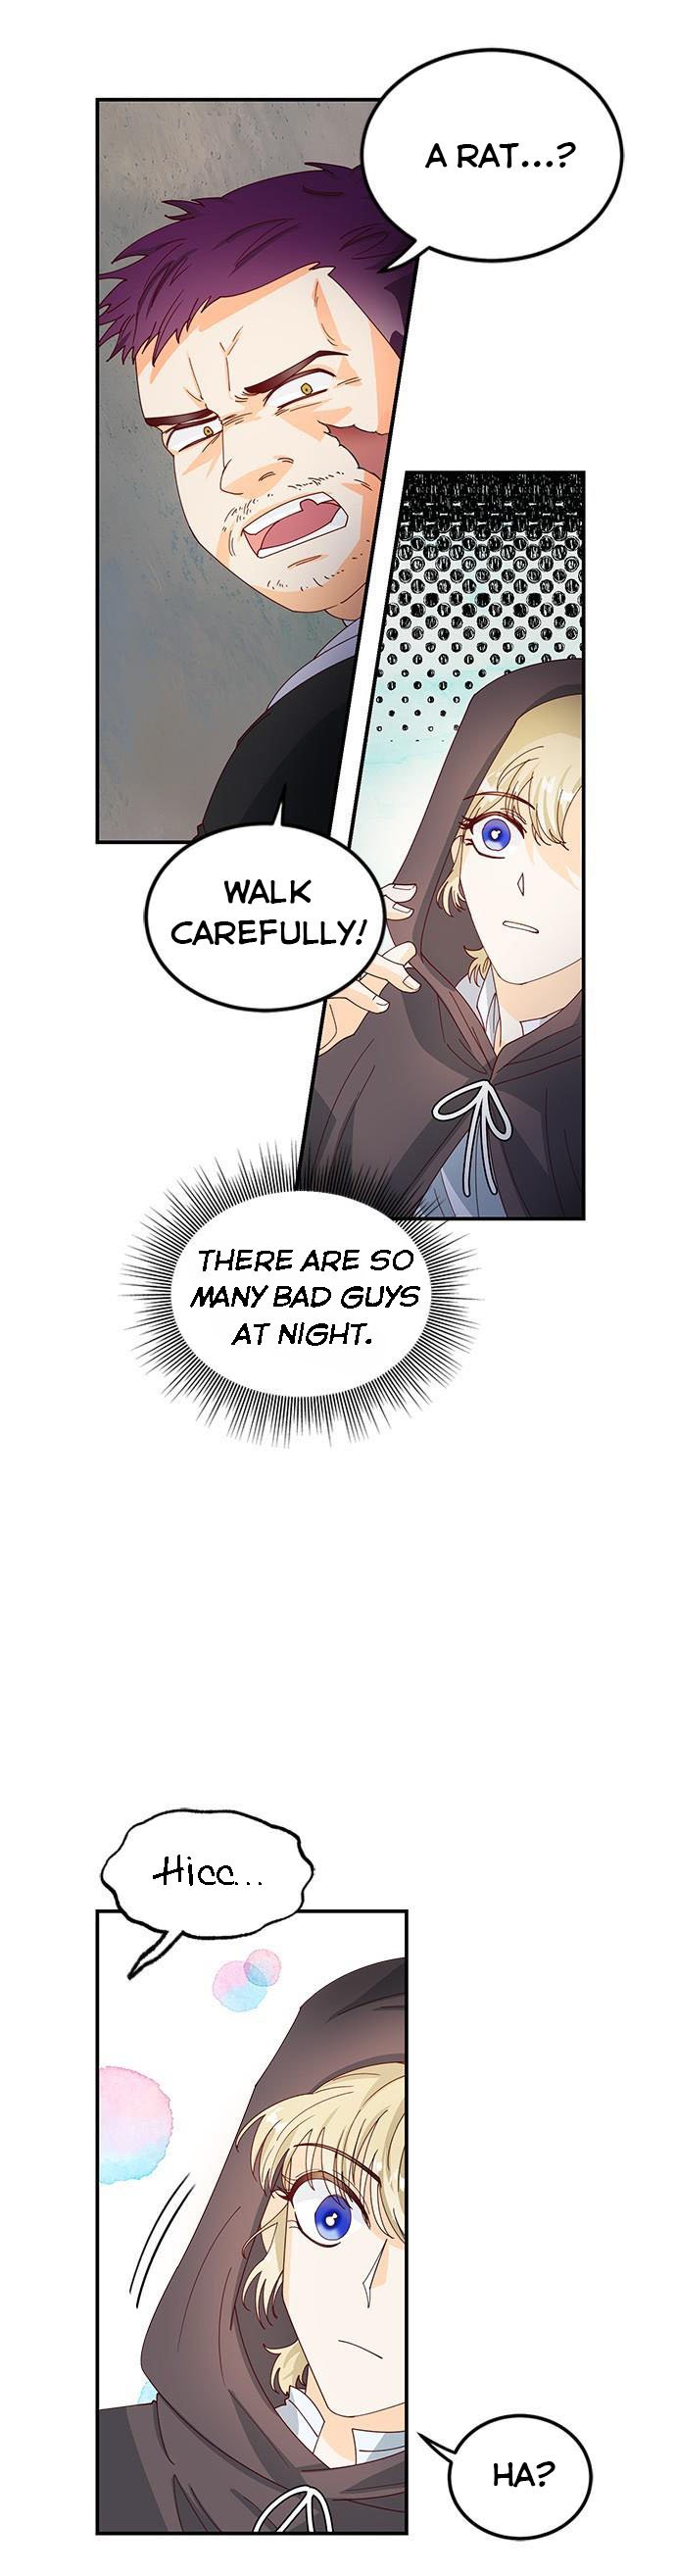 A RAT...?
WALK
CAREFULLY!
THERE ARE SO
MANY BAD GUYS
AT NIGHT.
Hicc...
HA?